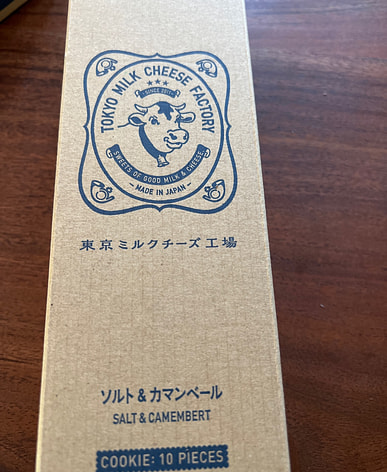 TOKYO MILK CHEESE FACTORY
SINCE 2011
SWEETS OF GOOD MILK & CHEESE
– MADE IN JAPAN –
東京ミルクチーズ工場
ソルト&カマンベール
SALT & CAMEMBERT
COOKIE: 10 PIECES